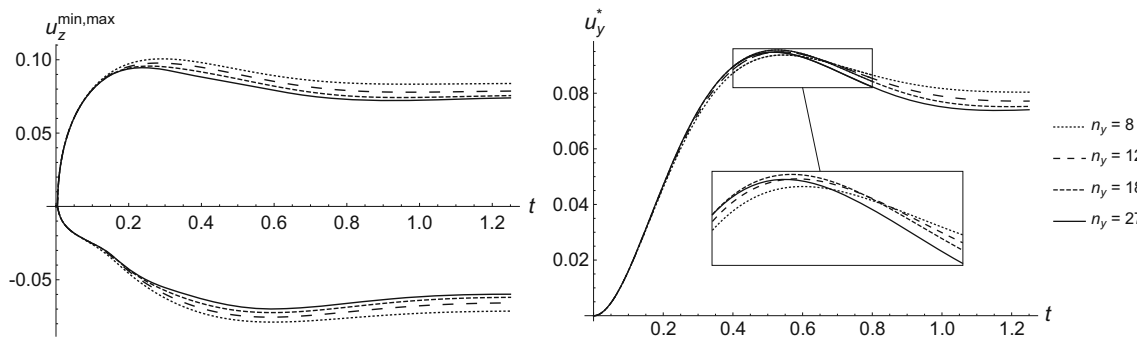 u_z^min,max
0.10
0.05
0.2 0.4 0.6 0.8 1.0 1.2 t
-0.05
u_y^*
0.08
0.06
0.04
0.02
0.2 0.4 0.6 0.8 1.0 1.2 t
n_y = 8
n_y = 12
n_y = 18
n_y = 27